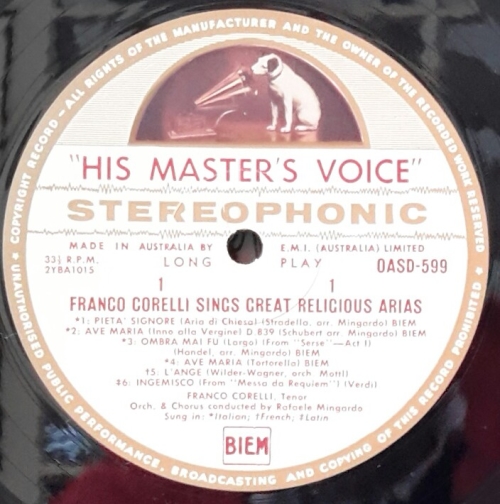 * COPYRIGHT RECORD — ALL RIGHTS OF THE MANUFACTURER AND THE OWNER OF THE RECORDED WORK RESERVED
* UNAUTHORISED PUBLIC PERFORMANCE, BROADCASTING AND COPYING OF THIS RECORD PROHIBITED *
"HIS MASTER'S VOICE"
STEREOPHONIC
MADE IN AUSTRALIA BY E.M.I. (AUSTRALIA) LIMITED
33⅓ R.P.M. LONG PLAY OASD-599
2YBA1015
1 1
FRANCO CORELLI SINGS GREAT RELIGIOUS ARIAS
*1: PIETA' SIGNORE (Aria di Chiesa) (Stradella, arr. Mingardo) BIEM
*2: AVE MARIA (Inno alla Vergine) D.839 (Schubert arr. Mingardo) BIEM
*3: OMBRA MAI FU (Largo) (From "Serse"—Act I)
(Handel, arr. Mingardo) BIEM
*4: AVE MARIA (Tortorella) BIEM
†5: L'ANGE (Wilder-Wagner, orch. Mottl)
‡6: INGEMISCO (From "Messa da Requiem") (Verdi)
FRANCO CORELLI, Tenor
Orch. & Chorus conducted by Rafaele Mingardo
Sung in: *Italian; †French; ‡Latin
BIEM